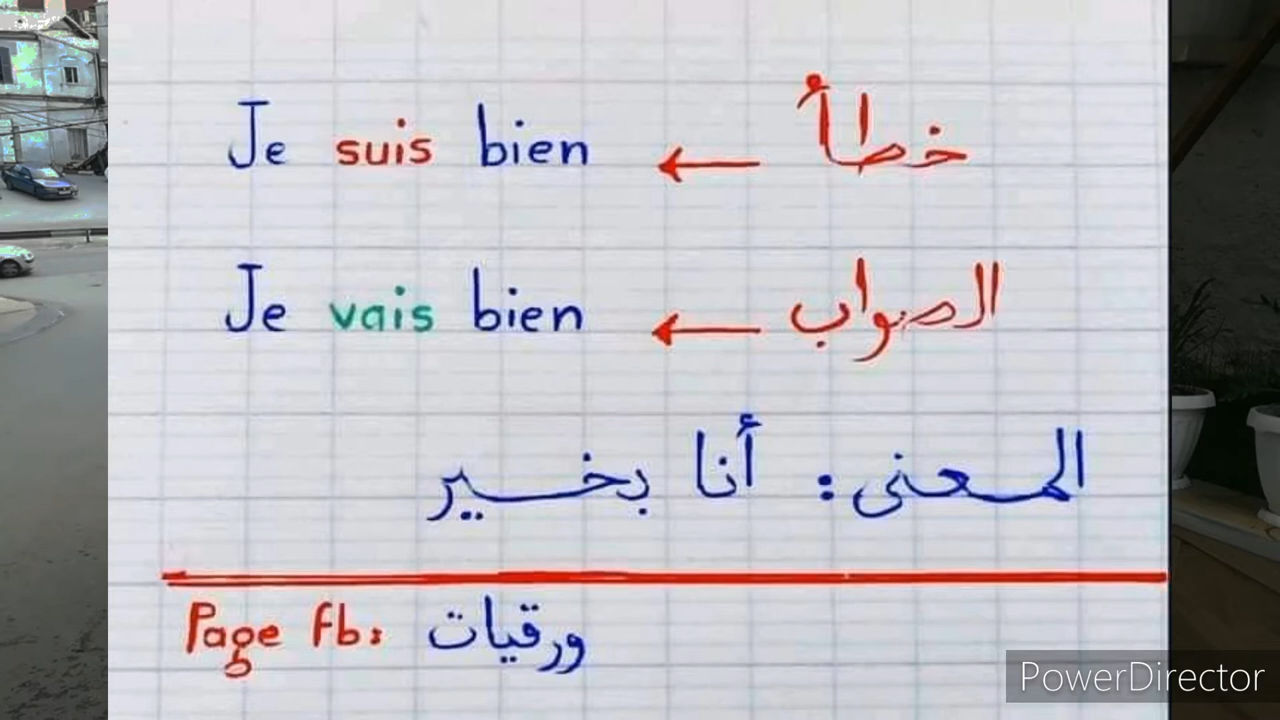 Je suis bien ← خطأ
Je vais bien ← الصواب
المعنى: أنا بخير
Page fb: ورقيات
PowerDirector